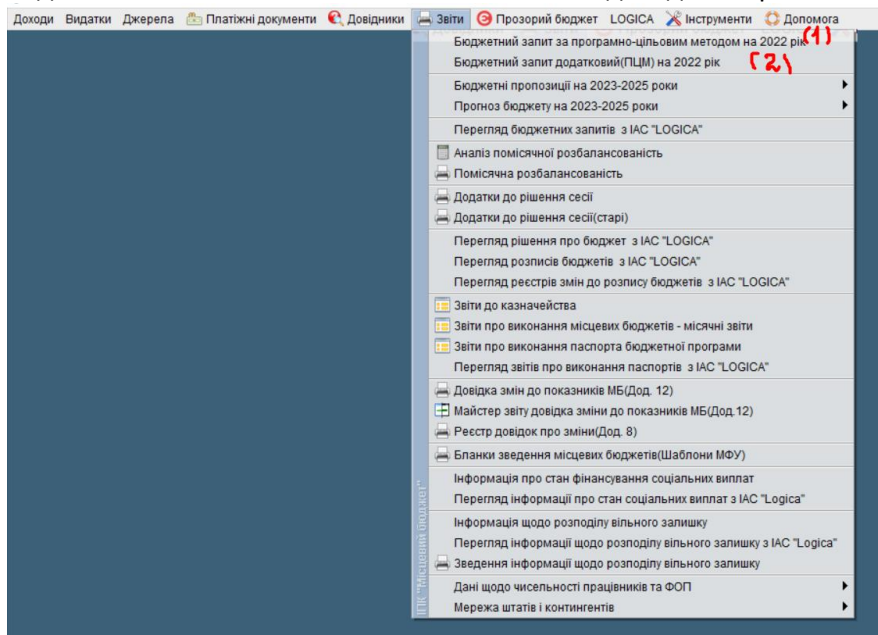 Доходи Видатки Джерела Платіжні документи Довідники Звіти Прозорий бюджет LOGICA Інструменти Допомога
Бюджетний запит за програмно-цільовим методом на 2022 рік (1)
Бюджетний запит додатковий(ПЦМ) на 2022 рік (2)
Бюджетні пропозиції на 2023-2025 роки
Прогноз бюджету на 2023-2025 роки
Перегляд бюджетних запитів з ІАС "LOGICA"
Аналіз помісячної розбалансованість
Помісячна розбалансованість
Додатки до рішення сесії
Додатки до рішення сесії(старі)
Перегляд рішення про бюджет з ІАС "LOGICA"
Перегляд розписів бюджетів з ІАС "LOGICA"
Перегляд реєстрів змін до розпису бюджетів з ІАС "LOGICA"
Звіти до казначейства
Звіти про виконання місцевих бюджетів - місячні звіти
Звіти про виконання паспорта бюджетної програми
Перегляд звітів про виконання паспортів з ІАС "LOGICA"
Довідка змін до показників МБ(Дод. 12)
Майстер звіту довідка зміни до показників МБ(Дод.12)
Реєстр довідок про зміни(Дод. 8)
Бланки зведення місцевих бюджетів(Шаблони МФУ)
Інформація про стан фінансування соціальних виплат
Перегляд інформації про стан соціальних виплат з ІАС "Logica"
Інформація щодо розподілу вільного залишку
Перегляд інформації щодо розподілу вільного залишку з ІАС "Logica"
Зведення інформації щодо розподілу вільного залишку
Дані щодо чисельності працівників та ФОП
Мережа штатів і контингентів
ІПК "Місцевий бюджет"